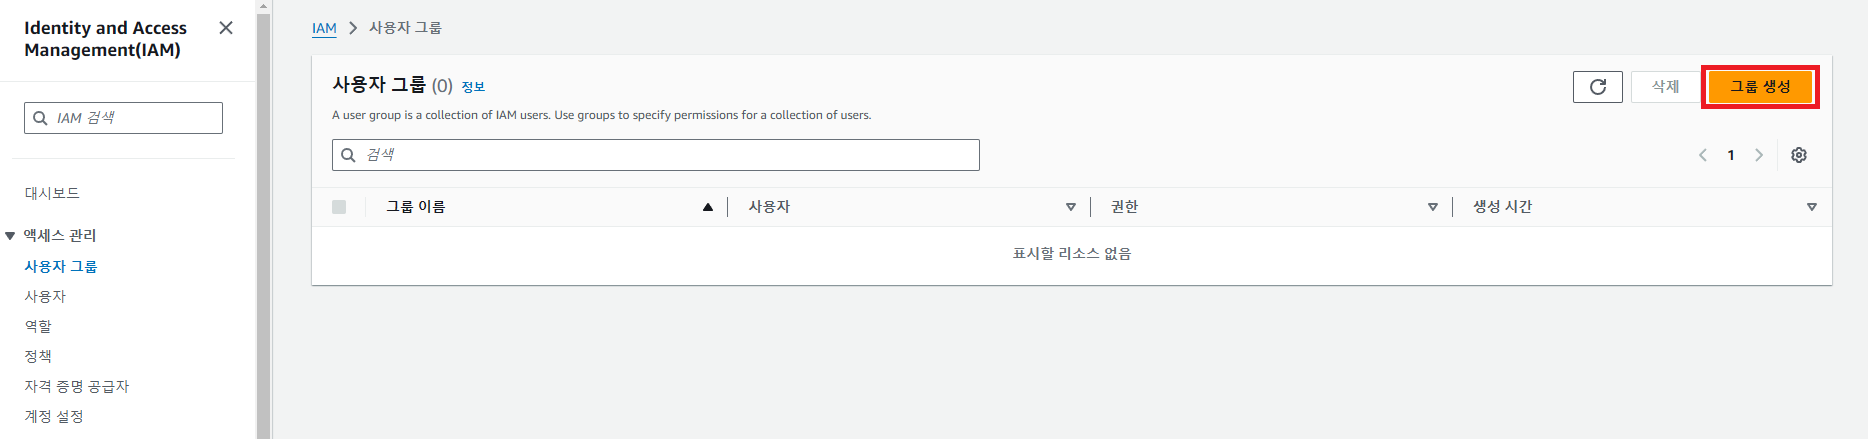 Identity and Access
Management(IAM)
IAM 검색
대시보드
액세스 관리
사용자 그룹
사용자
역할
정책
자격 증명 공급자
계정 설정
IAM > 사용자 그룹
사용자 그룹 (0) 정보
삭제
그룹 생성
A user group is a collection of IAM users. Use groups to specify permissions for a collection of users.
검색
1
그룹 이름 사용자 권한 생성 시간
표시할 리소스 없음